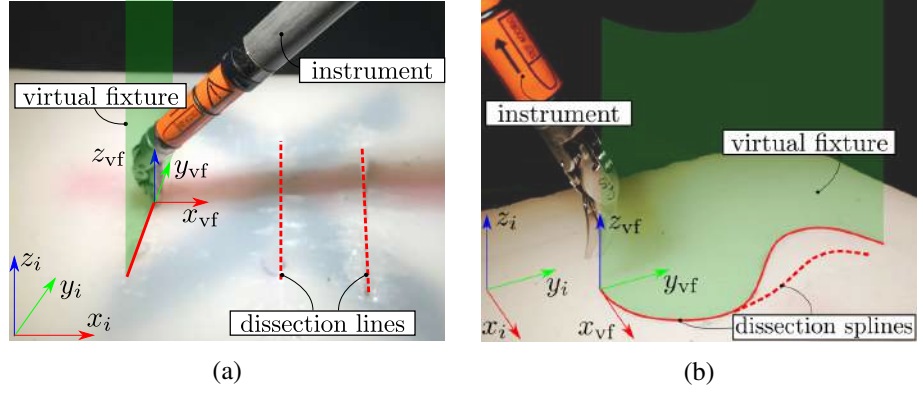 instrument
virtual fixture
z_vf
y_vf
x_vf
z_i
y_i
x_i
dissection lines
(a)
instrument
virtual fixture
z_i
z_vf
y_i
y_vf
x_i
x_vf
dissection splines
(b)